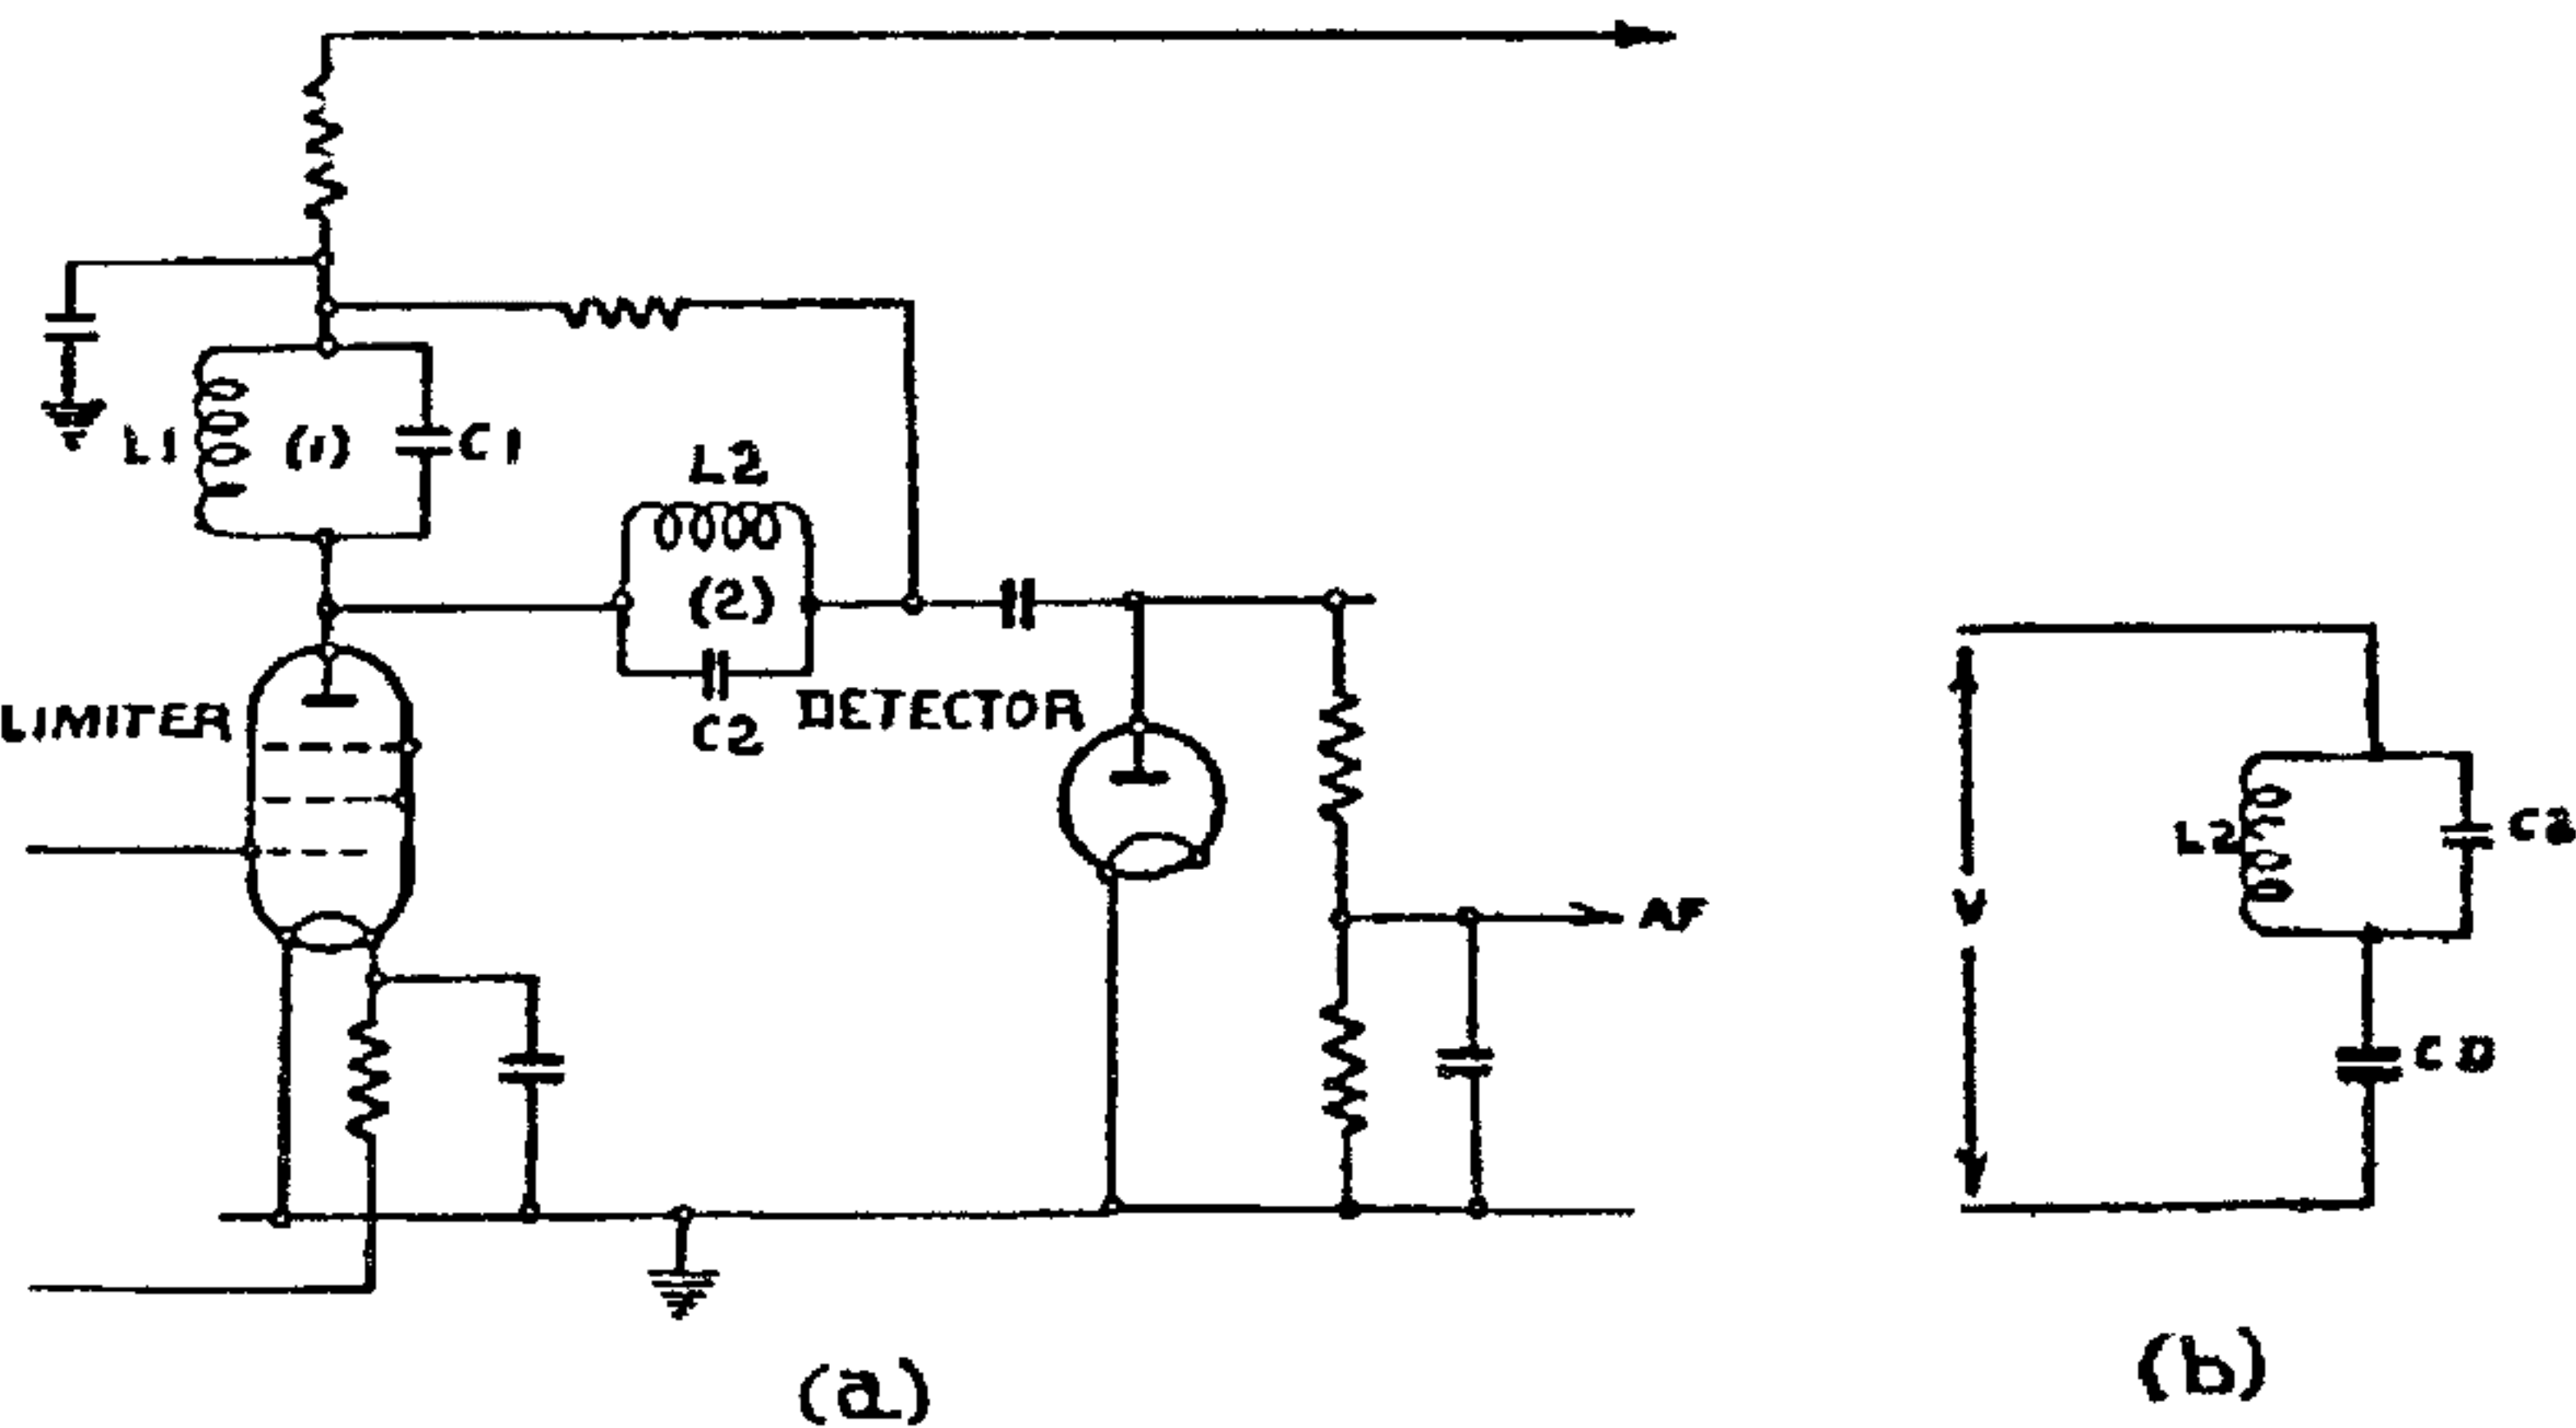 L1
(1)
C1
L2
(2)
C2
LIMITER
DETECTOR
AF
(a)
V
L2
C2
CD
(b)